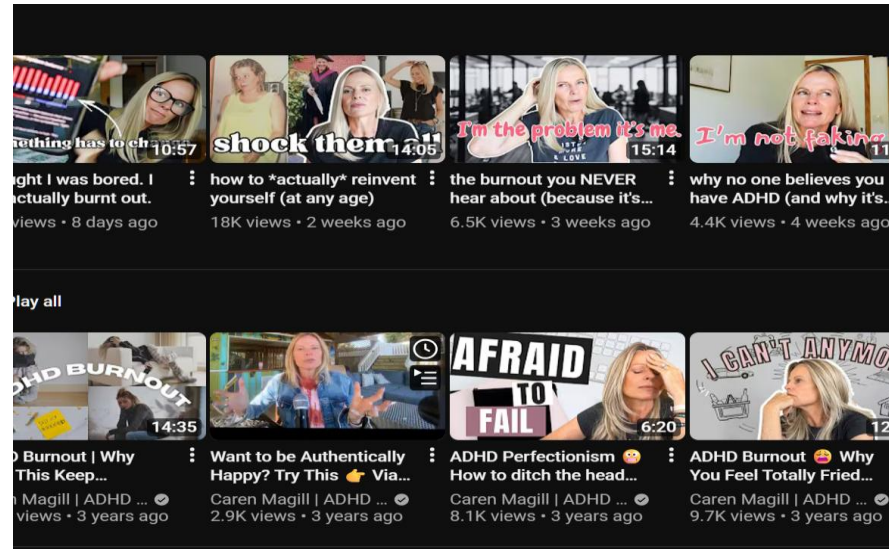 nething has to ch
10:57
shock them all
14:05
I'm the problem it's me.
& LOVE
15:14
I'm not faking
11
ught I was bored. I
actually burnt out.
views • 8 days ago
how to *actually* reinvent
yourself (at any age)
18K views • 2 weeks ago
the burnout you NEVER
hear about (because it's...
6.5K views • 3 weeks ago
why no one believes you
have ADHD (and why it's...
4.4K views • 4 weeks ago
Play all
DHD BURNOUT
14:35
AFRAID
TO
FAIL
6:20
I CAN'T ANYMO
12
D Burnout | Why
This Keep...
n Magill | ADHD ...
views • 3 years ago
Want to be Authentically
Happy? Try This 👉 Via...
Caren Magill | ADHD ...
2.9K views • 3 years ago
ADHD Perfectionism 😬
How to ditch the head...
Caren Magill | ADHD ...
8.1K views • 3 years ago
ADHD Burnout 😩 Why
You Feel Totally Fried...
Caren Magill | ADHD ...
9.7K views • 3 years ago